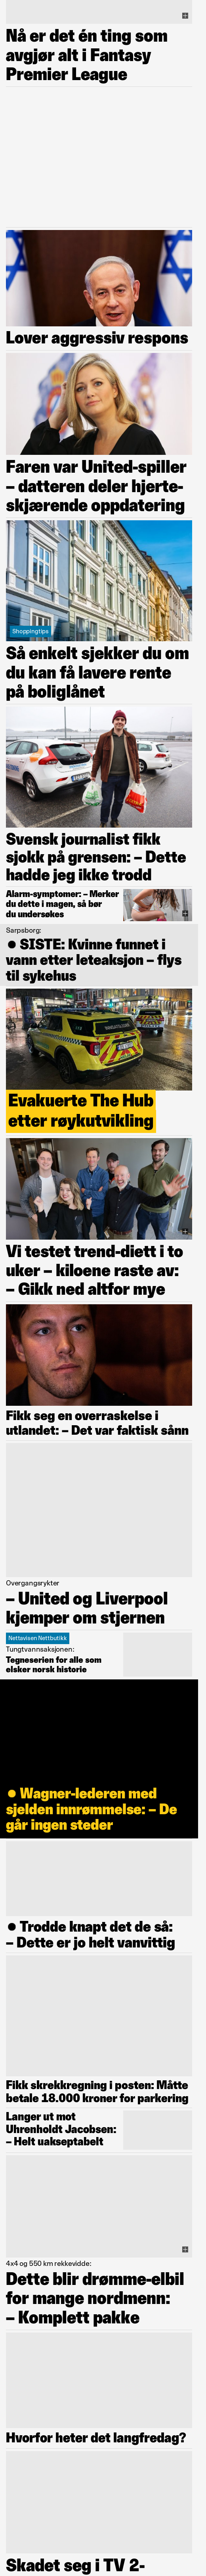 Nå er det én ting som
avgjør alt i Fantasy
Premier League
Lover aggressiv respons
Faren var United-spiller
– datteren deler hjerte-
skjærende oppdatering
Shoppingtips
Så enkelt sjekker du om
du kan få lavere rente
på boliglånet
Svensk journalist fikk
sjokk på grensen: – Dette
hadde jeg ikke trodd
Alarm-symptomer: – Merker
du dette i magen, så bør
du undersøkes
Sarpsborg:
● SISTE: Kvinne funnet i
vann etter leteaksjon – flys
til sykehus
Evakuerte The Hub
etter røykutvikling
Vi testet trend-diett i to
uker – kiloene raste av:
– Gikk ned altfor mye
Fikk seg en overraskelse i
utlandet: – Det var faktisk sånn
Overgangsrykter
– United og Liverpool
kjemper om stjernen
Nettavisen Nettbutikk
Tungtvannsaksjonen:
Tegneserien for alle som
elsker norsk historie
● Wagner-lederen med
sjelden innrømmelse: – De
går ingen steder
● Trodde knapt det de så:
– Dette er jo helt vanvittig
Fikk skrekkregning i posten: Måtte
betale 18.000 kroner for parkering
Langer ut mot
Uhrenholdt Jacobsen:
– Helt uakseptabelt
4x4 og 550 km rekkevidde:
Dette blir drømme-elbil
for mange nordmenn:
– Komplett pakke
Hvorfor heter det langfredag?
Skadet seg i TV 2-